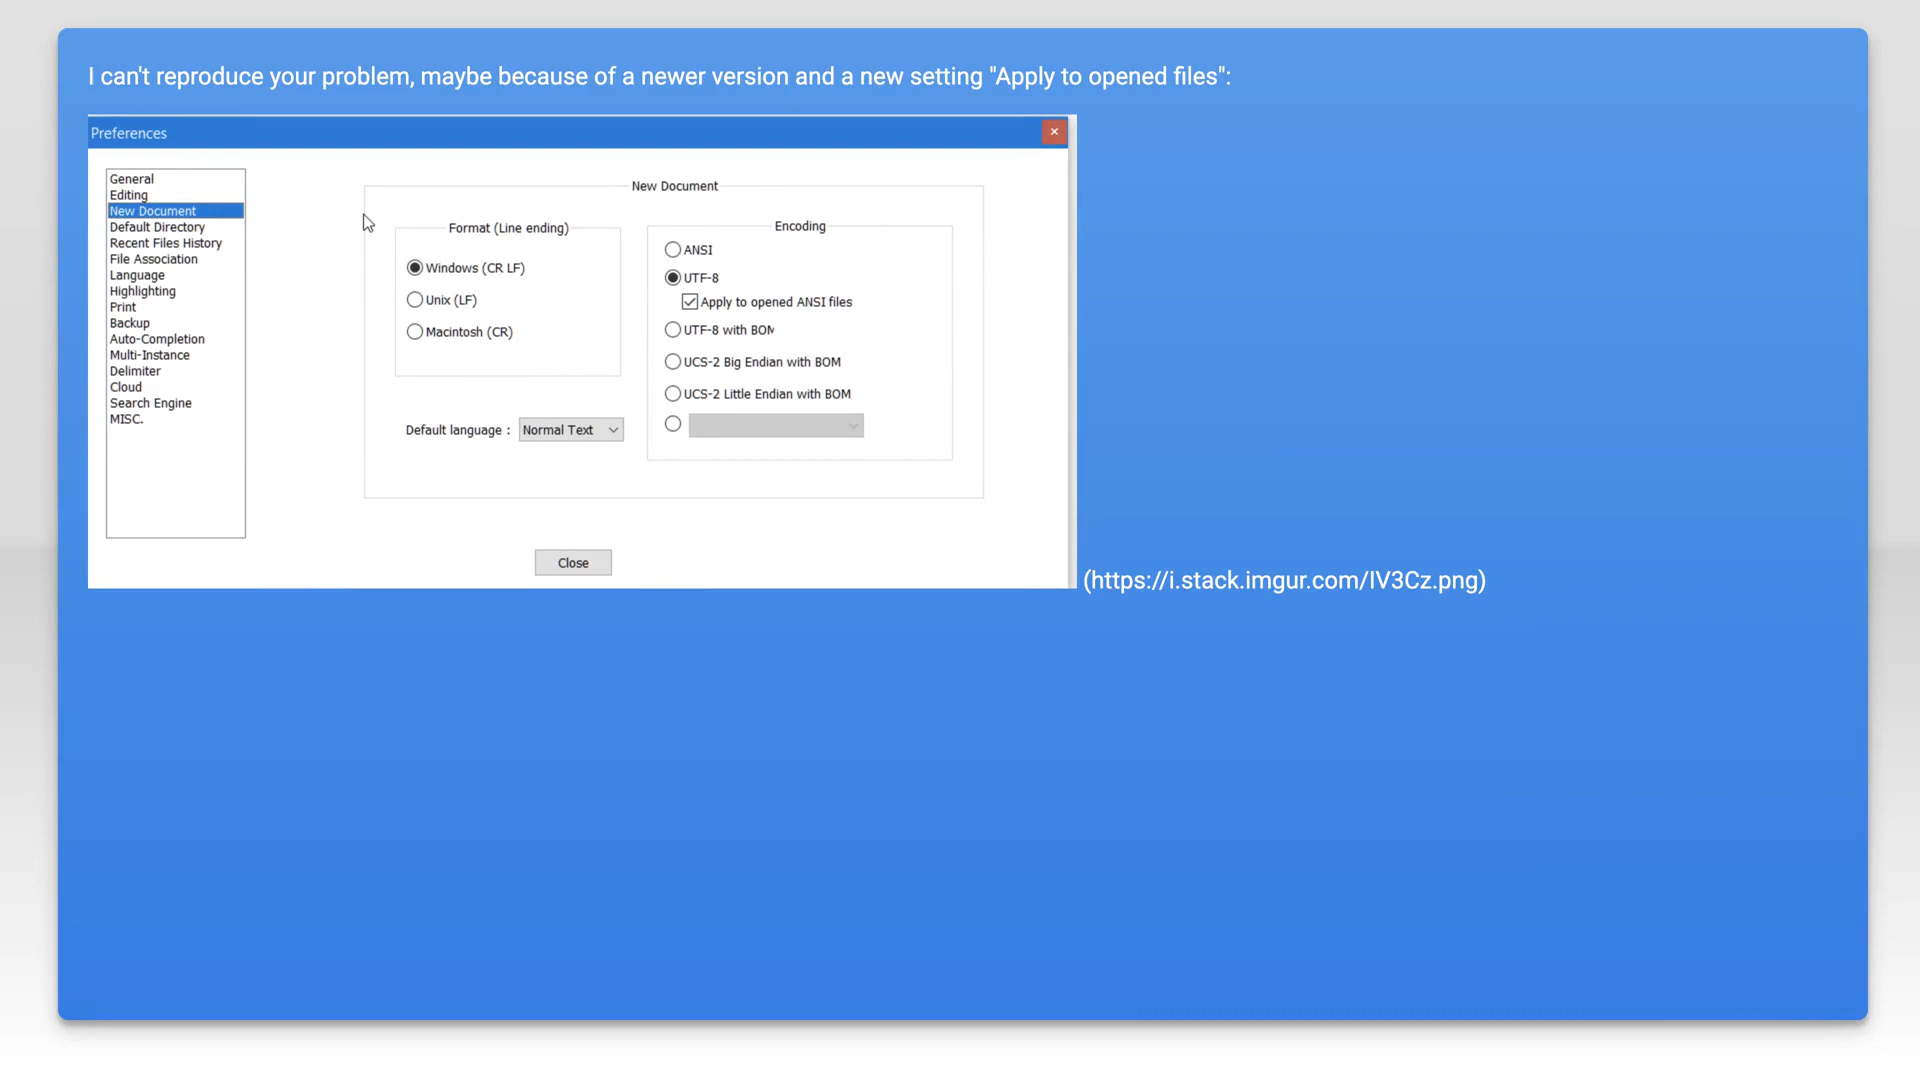 I can't reproduce your problem, maybe because of a newer version and a new setting "Apply to opened files":
Preferences
General
Editing
New Document
Default Directory
Recent Files History
File Association
Language
Highlighting
Print
Backup
Auto-Completion
Multi-Instance
Delimiter
Cloud
Search Engine
MISC.
New Document
Format (Line ending)
Windows (CR LF)
Unix (LF)
Macintosh (CR)
Default language :
Normal Text
Encoding
ANSI
UTF-8
Apply to opened ANSI files
UTF-8 with BOM
UCS-2 Big Endian with BOM
UCS-2 Little Endian with BOM
Close
(https://i.stack.imgur.com/lV3Cz.png)